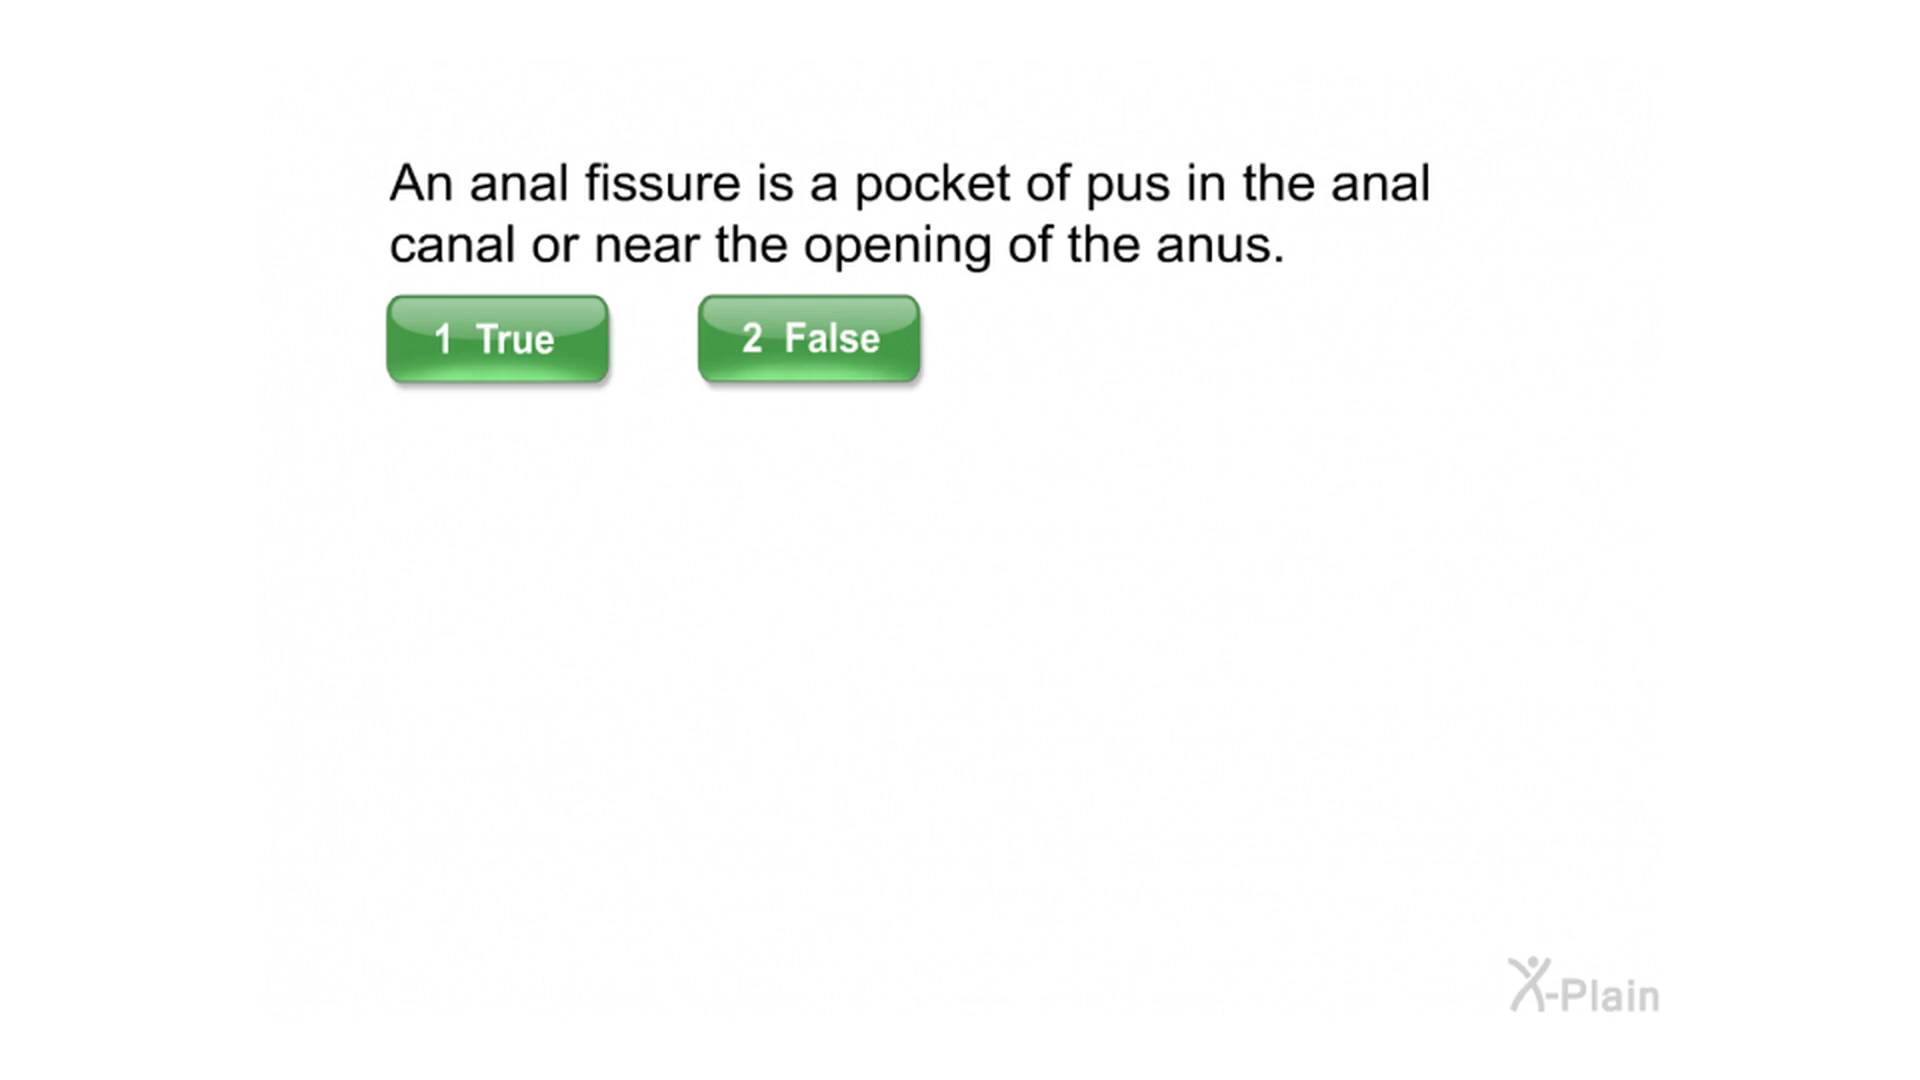 An anal fissure is a pocket of pus in the anal
canal or near the opening of the anus.
1 True
2 False
X-Plain